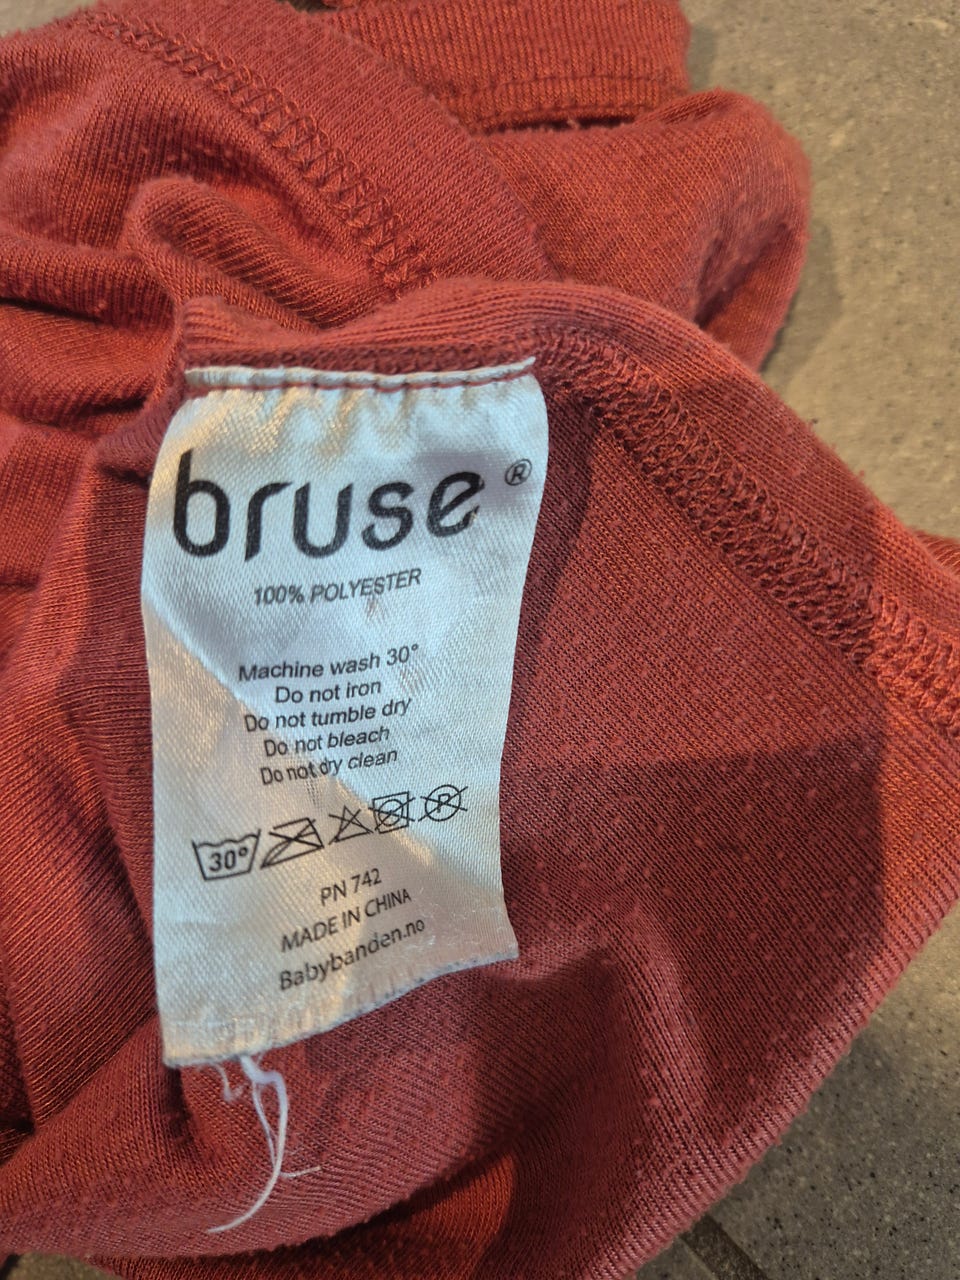 bruse®
100% POLYESTER
Machine wash 30°
Do not iron
Do not tumble dry
Do not bleach
Do not dry clean
30° P
PN 742
MADE IN CHINA
Babybanden.no